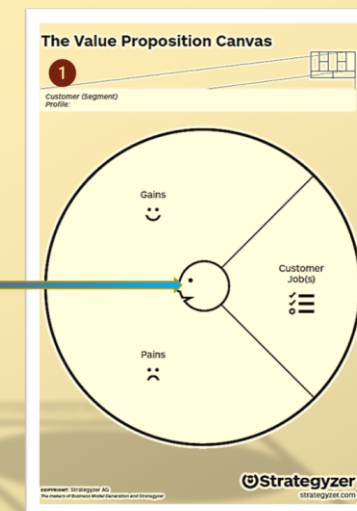 The Value Proposition Canvas
1
Customer (Segment)
Profile:
Gains
Customer
Job(s)
Pains
COPYRIGHT: Strategyzer AG
The makers of Business Model Generation and Strategyzer
Strategyzer
strategyzer.com